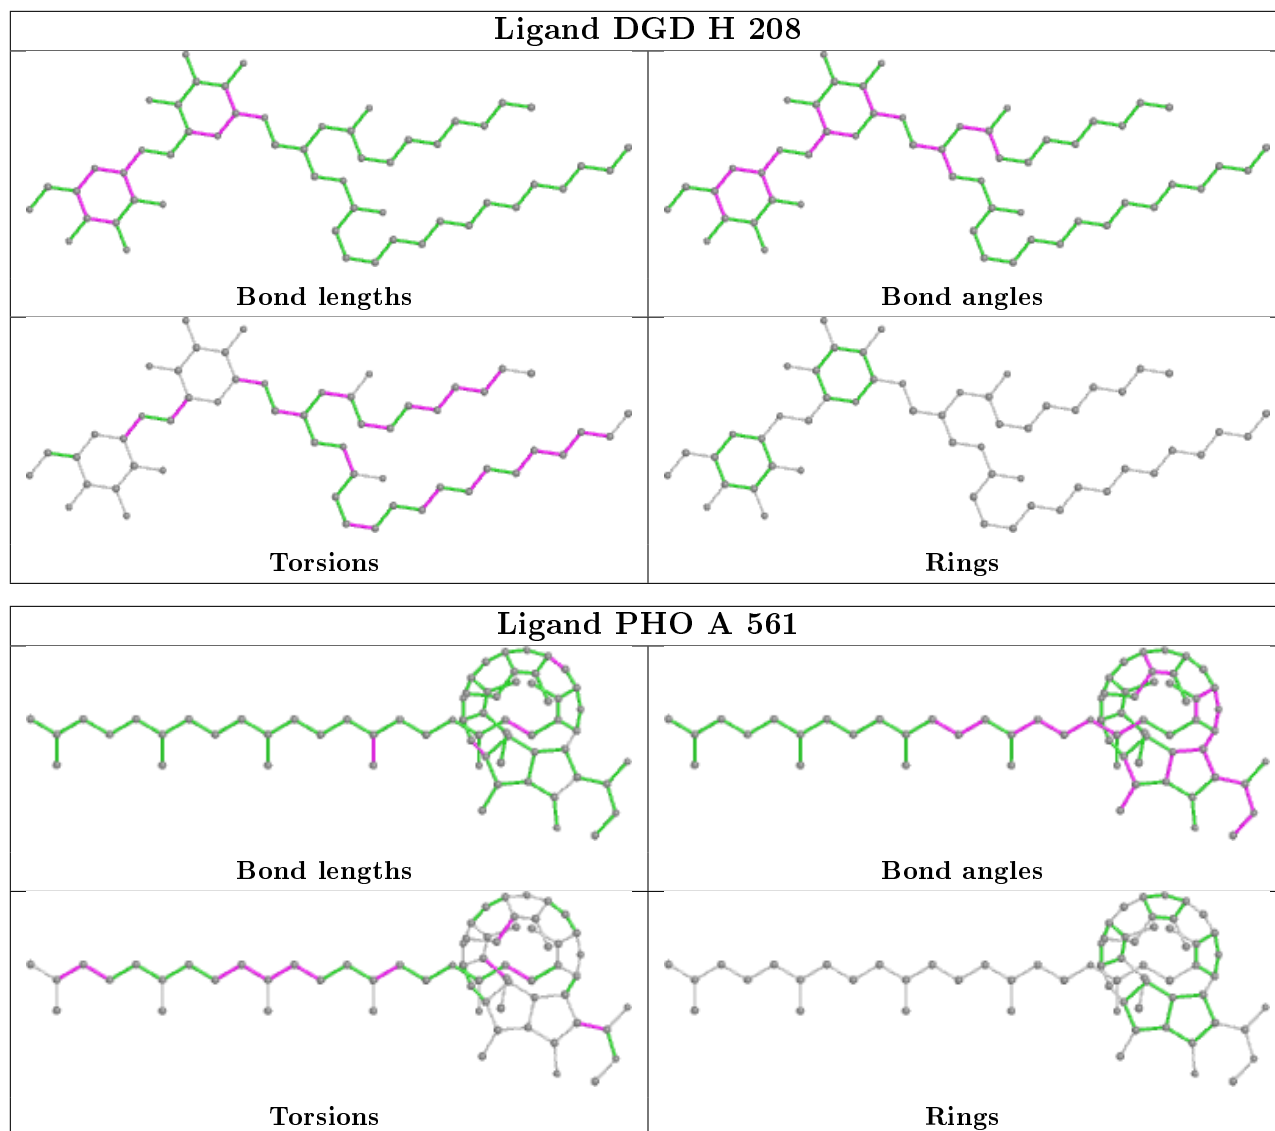 Ligand DGD H 208
Bond lengths
Bond angles
Torsions
Rings
Ligand PHO A 561
Bond lengths
Bond angles
Torsions
Rings